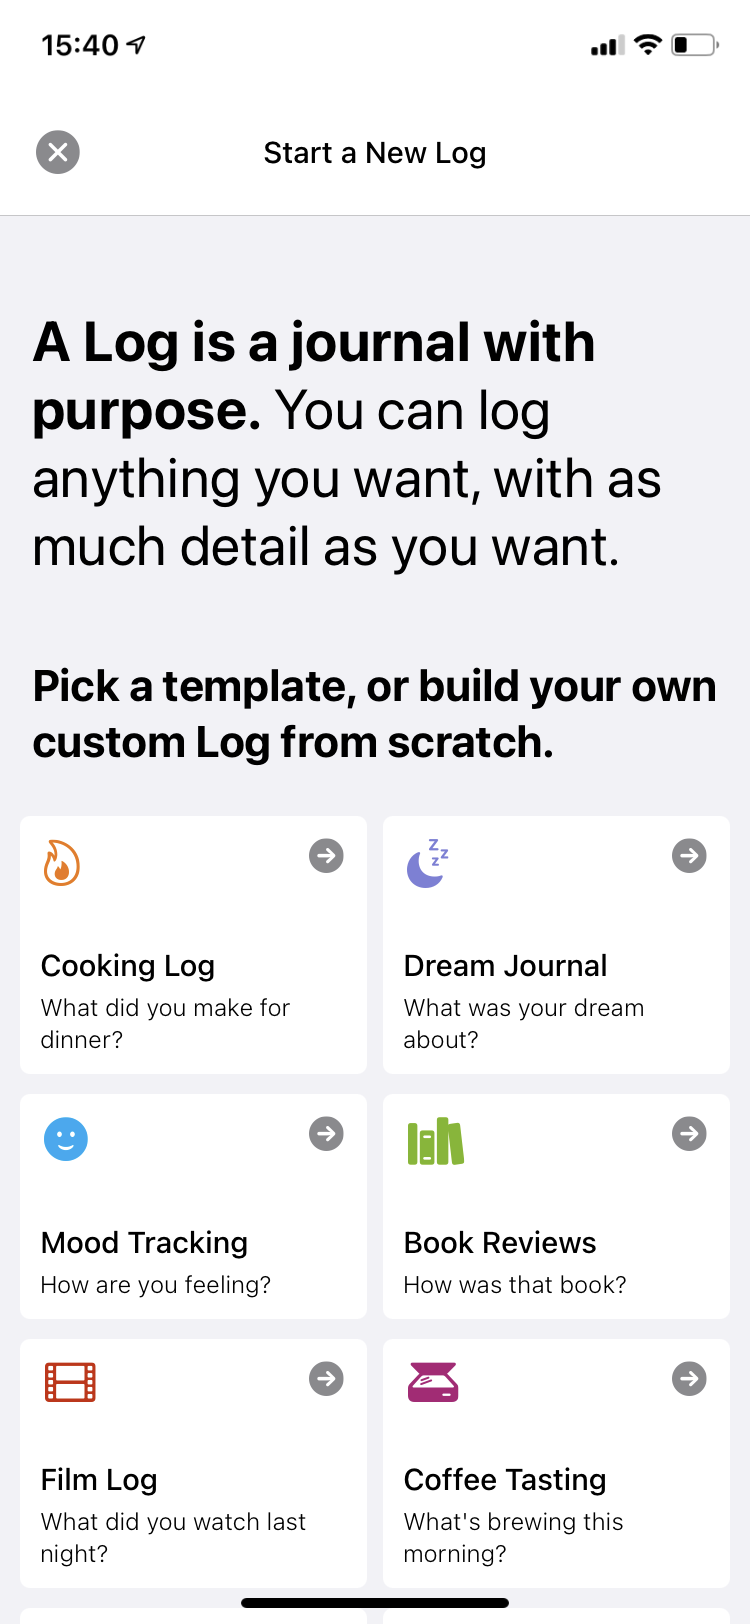 15:40
Start a New Log
A Log is a journal with
purpose. You can log
anything you want, with as
much detail as you want.
Pick a template, or build your own
custom Log from scratch.
Cooking Log
What did you make for
dinner?
Z z z
Dream Journal
What was your dream
about?
Mood Tracking
How are you feeling?
Book Reviews
How was that book?
Film Log
What did you watch last
night?
Coffee Tasting
What's brewing this
morning?